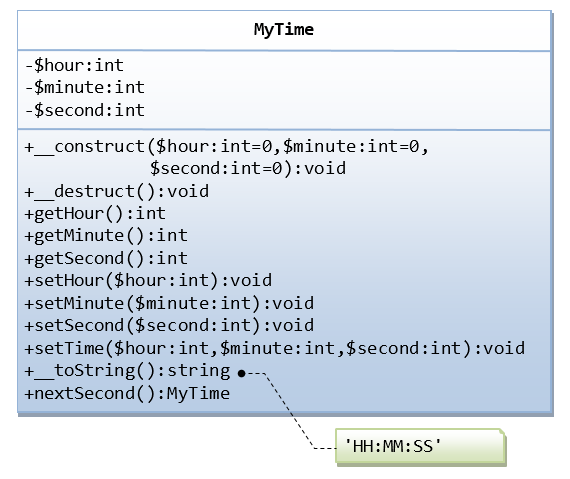 MyTime
-$hour:int
-$minute:int
-$second:int
+__construct($hour:int=0,$minute:int=0,
$second:int=0):void
+__destruct():void
+getHour():int
+getMinute():int
+getSecond():int
+setHour($hour:int):void
+setMinute($minute:int):void
+setSecond($second:int):void
+setTime($hour:int,$minute:int,$second:int):void
+__toString():string
+nextSecond():MyTime
'HH:MM:SS'